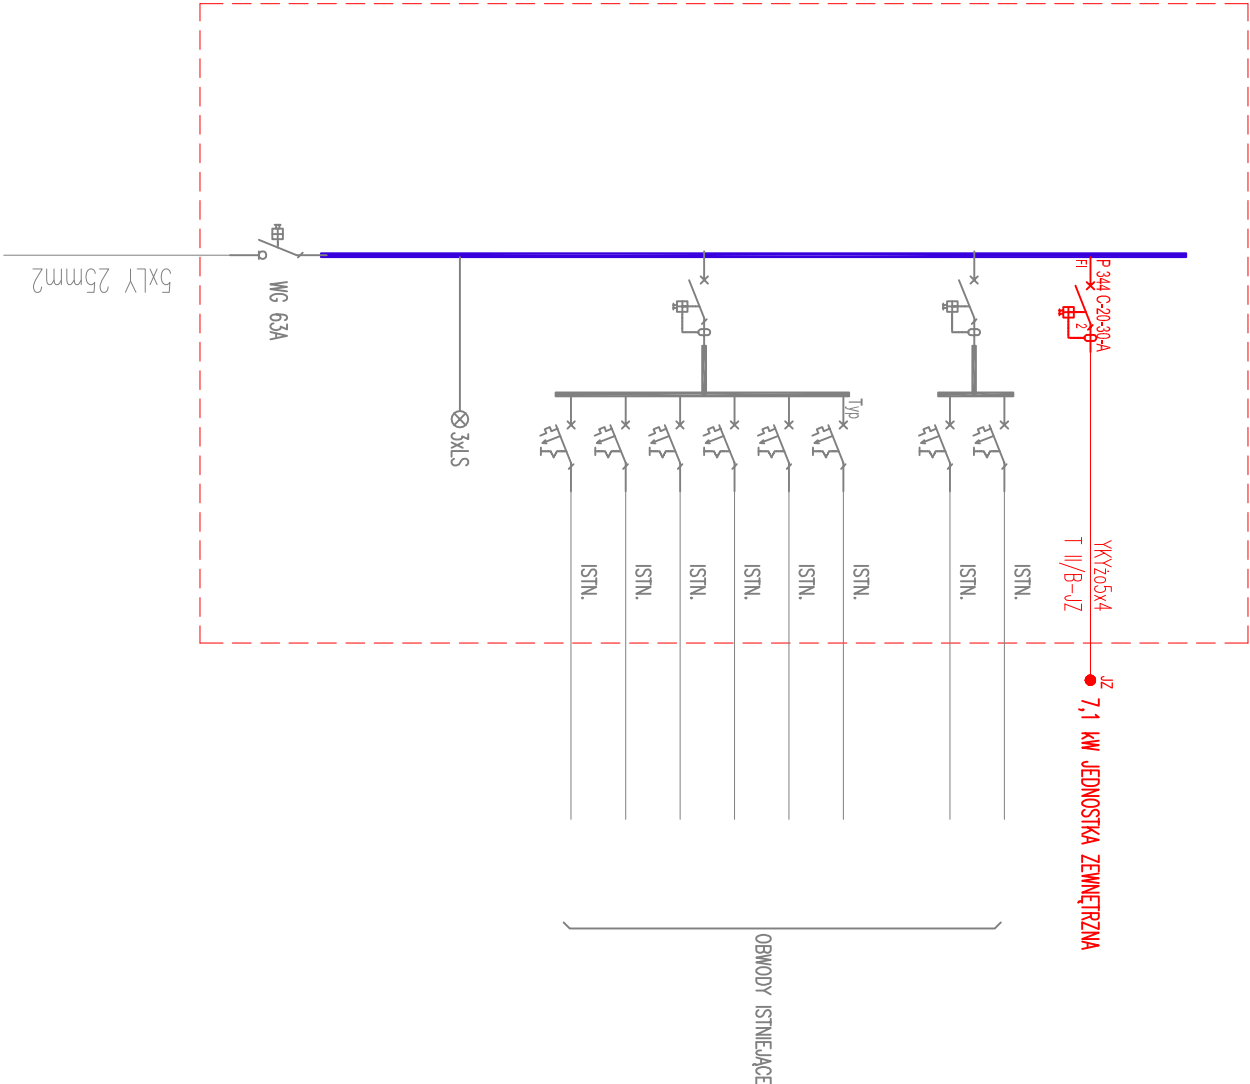 5xLY 25mm2
WG 63A
3xLS
Typ
P 344 C-20-30-A
FI
2
ISTN.
ISTN.
ISTN.
ISTN.
ISTN.
ISTN.
ISTN.
ISTN.
YKYżo5x4
T II/B-JZ
JZ
7,1 kW JEDNOSTKA ZEWNĘTRZNA
OBWODY ISTNIEJĄCE